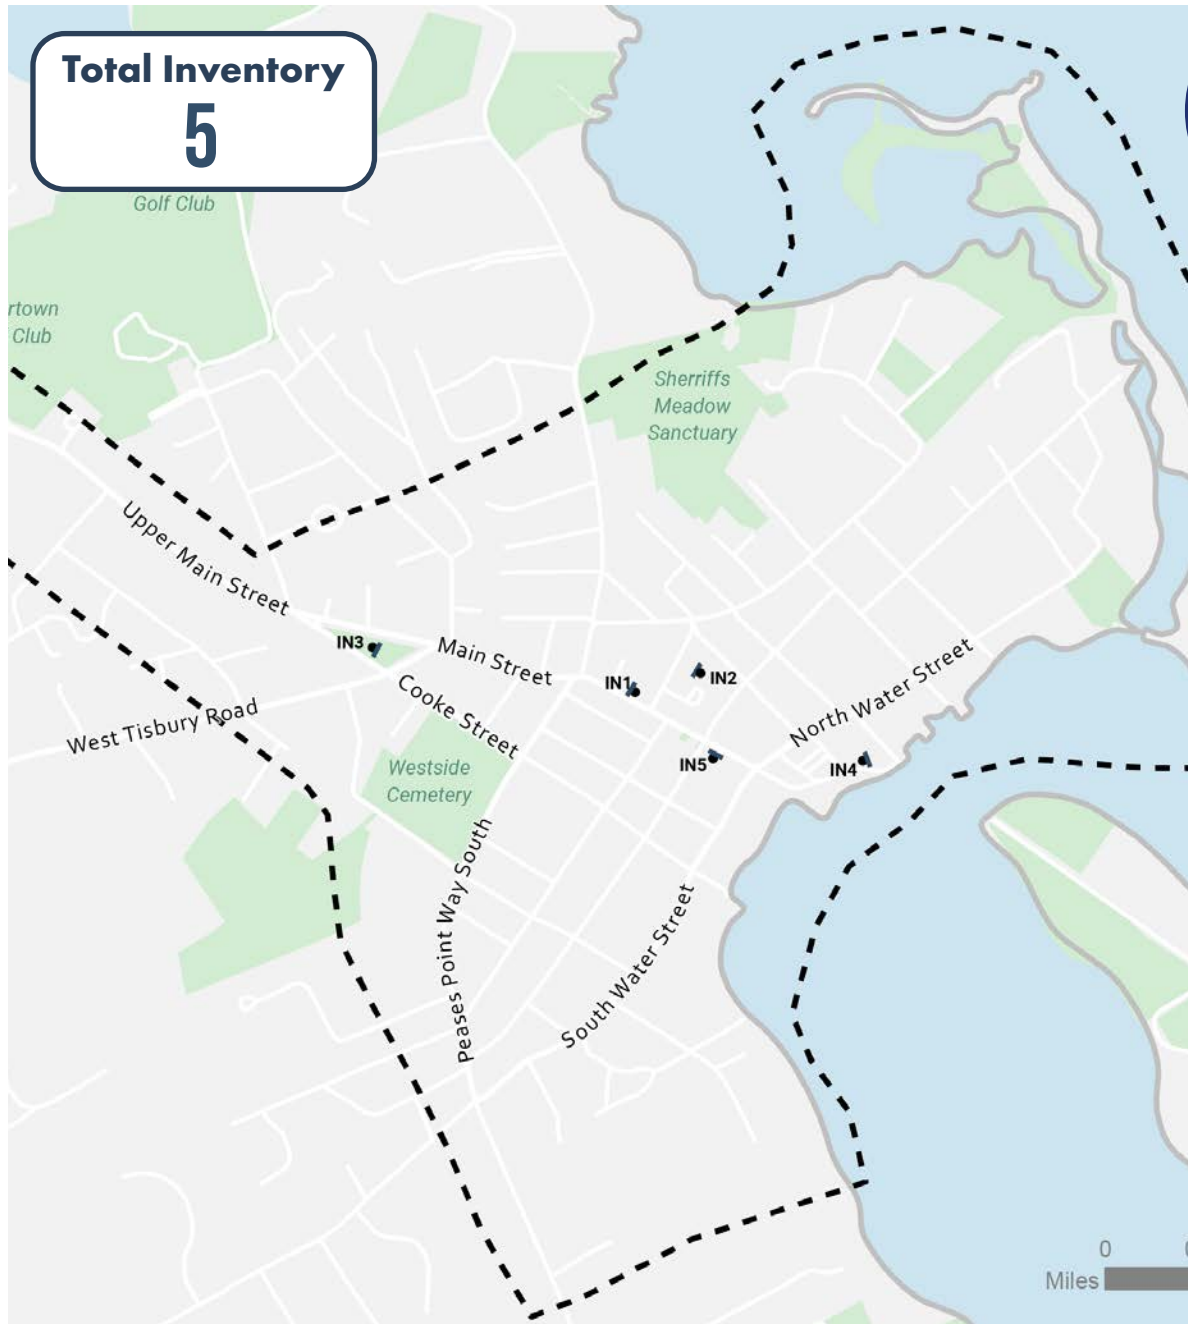 Total Inventory
5
Golf Club
rtown
Club
Sherriffs
Meadow
Sanctuary
Upper Main Street
IN3
Main Street
IN1
IN2
Cooke Street
North Water Street
West Tisbury Road
IN5
IN4
Westside
Cemetery
Peases Point Way South
South Water Street
0
Miles